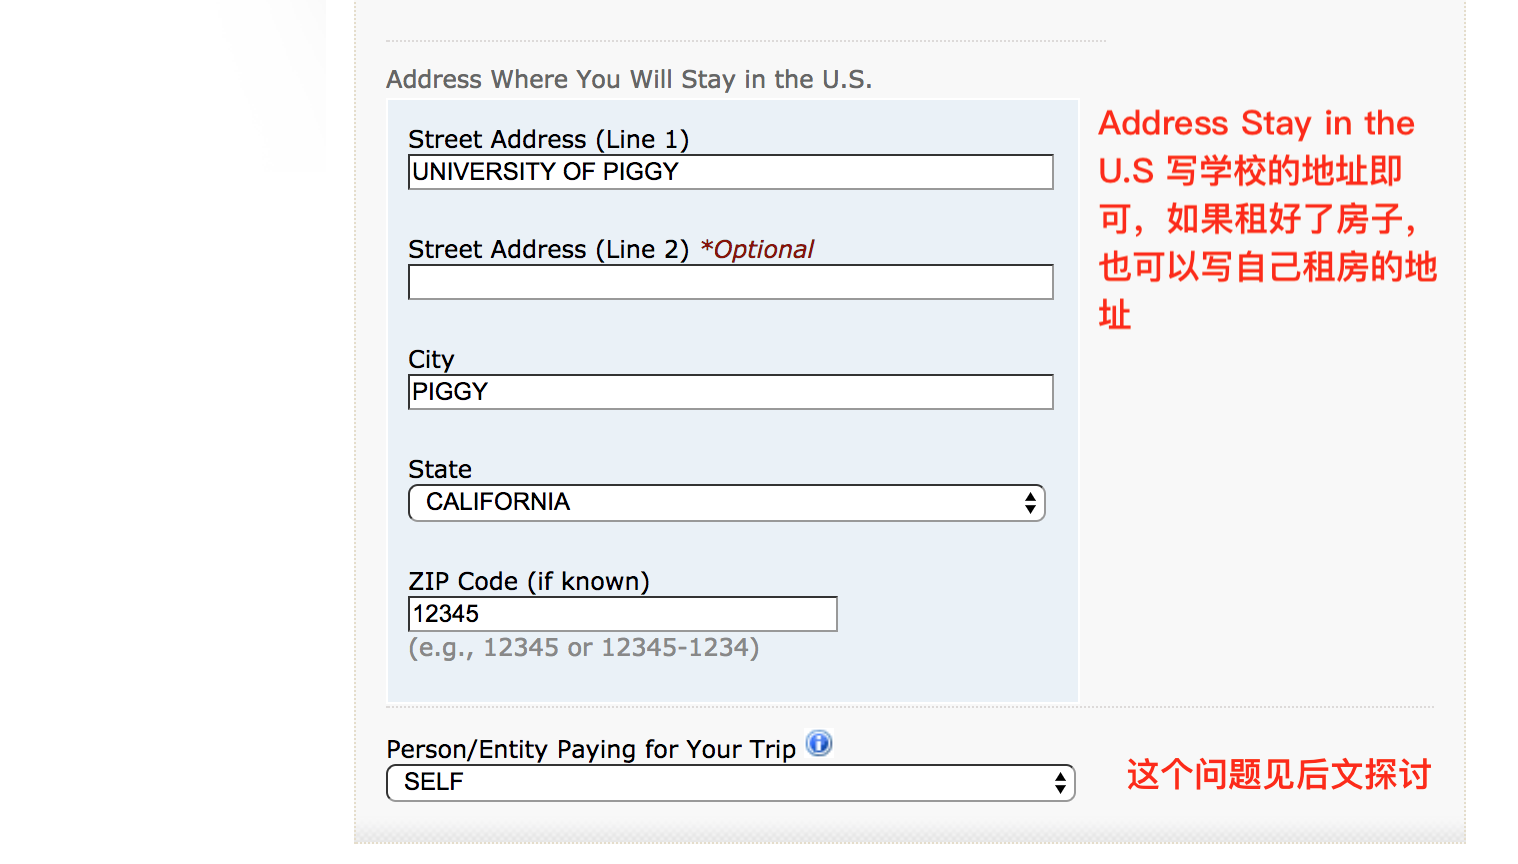 Address Where You Will Stay in the U.S.
Street Address (Line 1)
UNIVERSITY OF PIGGY
Street Address (Line 2) *Optional
City
PIGGY
State
CALIFORNIA
ZIP Code (if known)
12345
(e.g., 12345 or 12345-1234)
Address Stay in the
U.S 写学校的地址即
可，如果租好了房子，
也可以写自己租房的地
址
Person/Entity Paying for Your Trip
SELF
这个问题见后文探讨